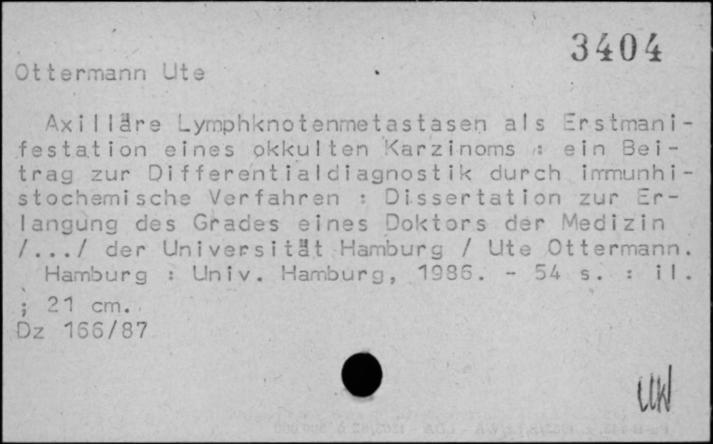 3404
Ottermann Ute
Axilläre Lymphknotenmetastasen als Erstmani-
festation eines okkulten Karzinoms : ein Bei-
trag zur Differentialdiagnostik durch immunhi-
stochemische Verfahren : Dissertation zur Er-
langung des Grades eines Doktors der Medizin
/.../ der Universität Hamburg / Ute Ottermann.
Hamburg : Univ. Hamburg, 1986. - 54 s. : il.
; 21 cm.
Dz 166/87
UW